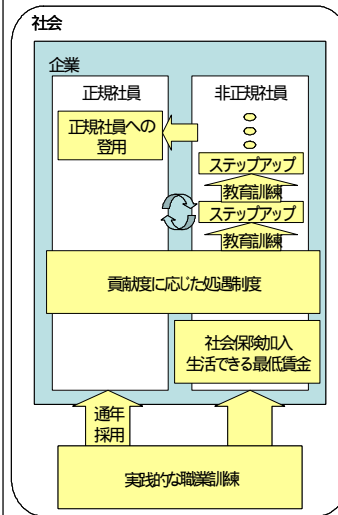 社会
企業
正規社員
非正規社員
正規社員への
登用
ステップアップ
教育訓練
ステップアップ
教育訓練
貢献度に応じた処遇制度
社会保険加入
生活できる最低賃金
通年
採用
実践的な職業訓練